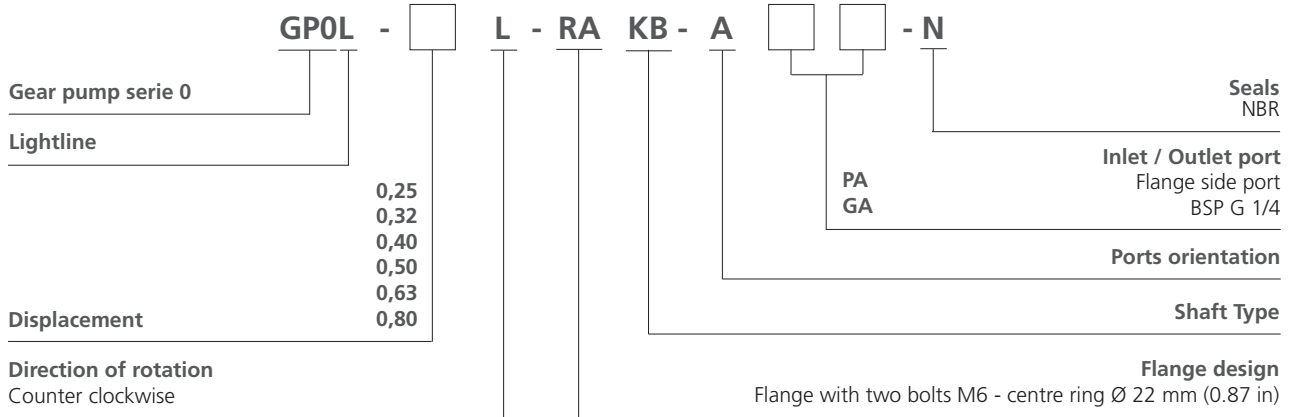 GP0L - L - RA KB - A - N
Gear pump serie 0
Lightline
0,25
0,32
0,40
0,50
0,63
0,80
Displacement
Direction of rotation
Counter clockwise
Seals
NBR
Inlet / Outlet port
PA Flange side port
GA BSP G 1/4
Ports orientation
Shaft Type
Flange design
Flange with two bolts M6 - centre ring Ø 22 mm (0.87 in)